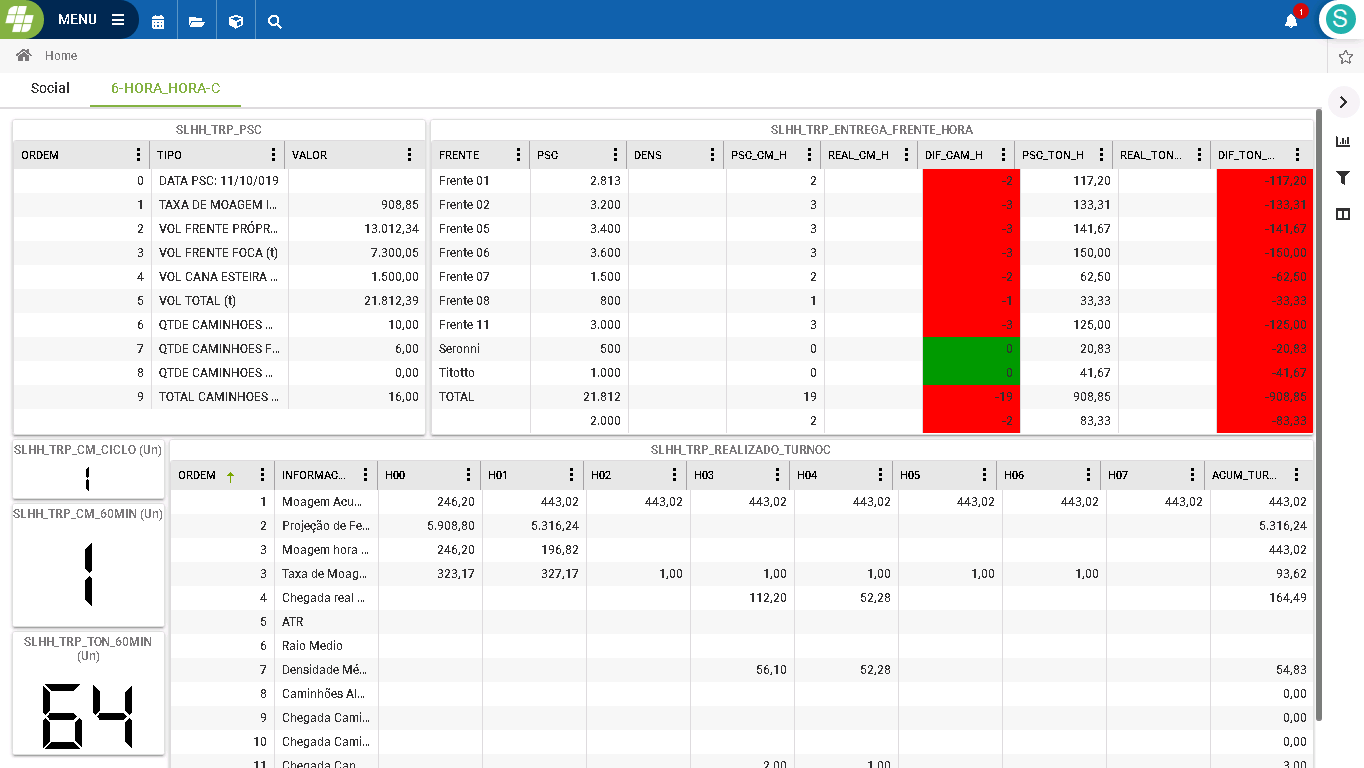 MENU
1
S
Home
Social 6-HORA_HORA-C
SLHH_TRP_PSC
ORDEM TIPO VALOR
0 DATA PSC: 11/10/019
1 TAXA DE MOAGEM I... 908,85
2 VOL FRENTE PRÓPR... 13.012,34
3 VOL FRENTE FOCA (t) 7.300,05
4 VOL CANA ESTEIRA ... 1.500,00
5 VOL TOTAL (t) 21.812,39
6 QTDE CAMINHOES ... 10,00
7 QTDE CAMINHOES F... 6,00
8 QTDE CAMINHOES ... 0,00
9 TOTAL CAMINHOES ... 16,00
SLHH_TRP_ENTREGA_FRENTE_HORA
FRENTE PSC DENS PSC_CM_H REAL_CM_H DIF_CAM_H PSC_TON_H REAL_TON... DIF_TON_...
Frente 01 2.813 2 -2 117,20 -117,20
Frente 02 3.200 3 -3 133,31 -133,31
Frente 05 3.400 3 -3 141,67 -141,67
Frente 06 3.600 3 -3 150,00 -150,00
Frente 07 1.500 2 -2 62,50 -62,50
Frente 08 800 1 -1 33,33 -33,33
Frente 11 3.000 3 -3 125,00 -125,00
Seronni 500 0 0 20,83 -20,83
Titotto 1.000 0 0 41,67 -41,67
TOTAL 21.812 19 -19 908,85 -908,85
2.000 2 2 83,33 -83,33
SLHH_TRP_CM_CICLO (Un)
1
SLHH_TRP_CM_60MIN (Un)
1
SLHH_TRP_TON_60MIN
(Un)
64
SLHH_TRP_REALIZADO_TURNOC
ORDEM INFORMAC... H00 H01 H02 H03 H04 H05 H06 H07 ACUM_TUR...
1 Moagem Acu... 246,20 443,02 443,02 443,02 443,02 443,02 443,02 443,02 443,02
2 Projeção de Fe... 5.908,80 5.316,24 5.316,24
3 Moagem hora ... 246,20 196,82 443,02
3 Taxa de Moag... 323,17 327,17 1,00 1,00 1,00 1,00 1,00 93,62
4 Chegada real ... 112,20 52,28 164,49
5 ATR
6 Raio Medio
7 Densidade Mé... 56,10 52,28 54,83
8 Caminhões Al... 0,00
9 Chegada Cami... 0,00
10 Chegada Cami... 0,00
11 Chegada Can... 2,00 1,00 3,00